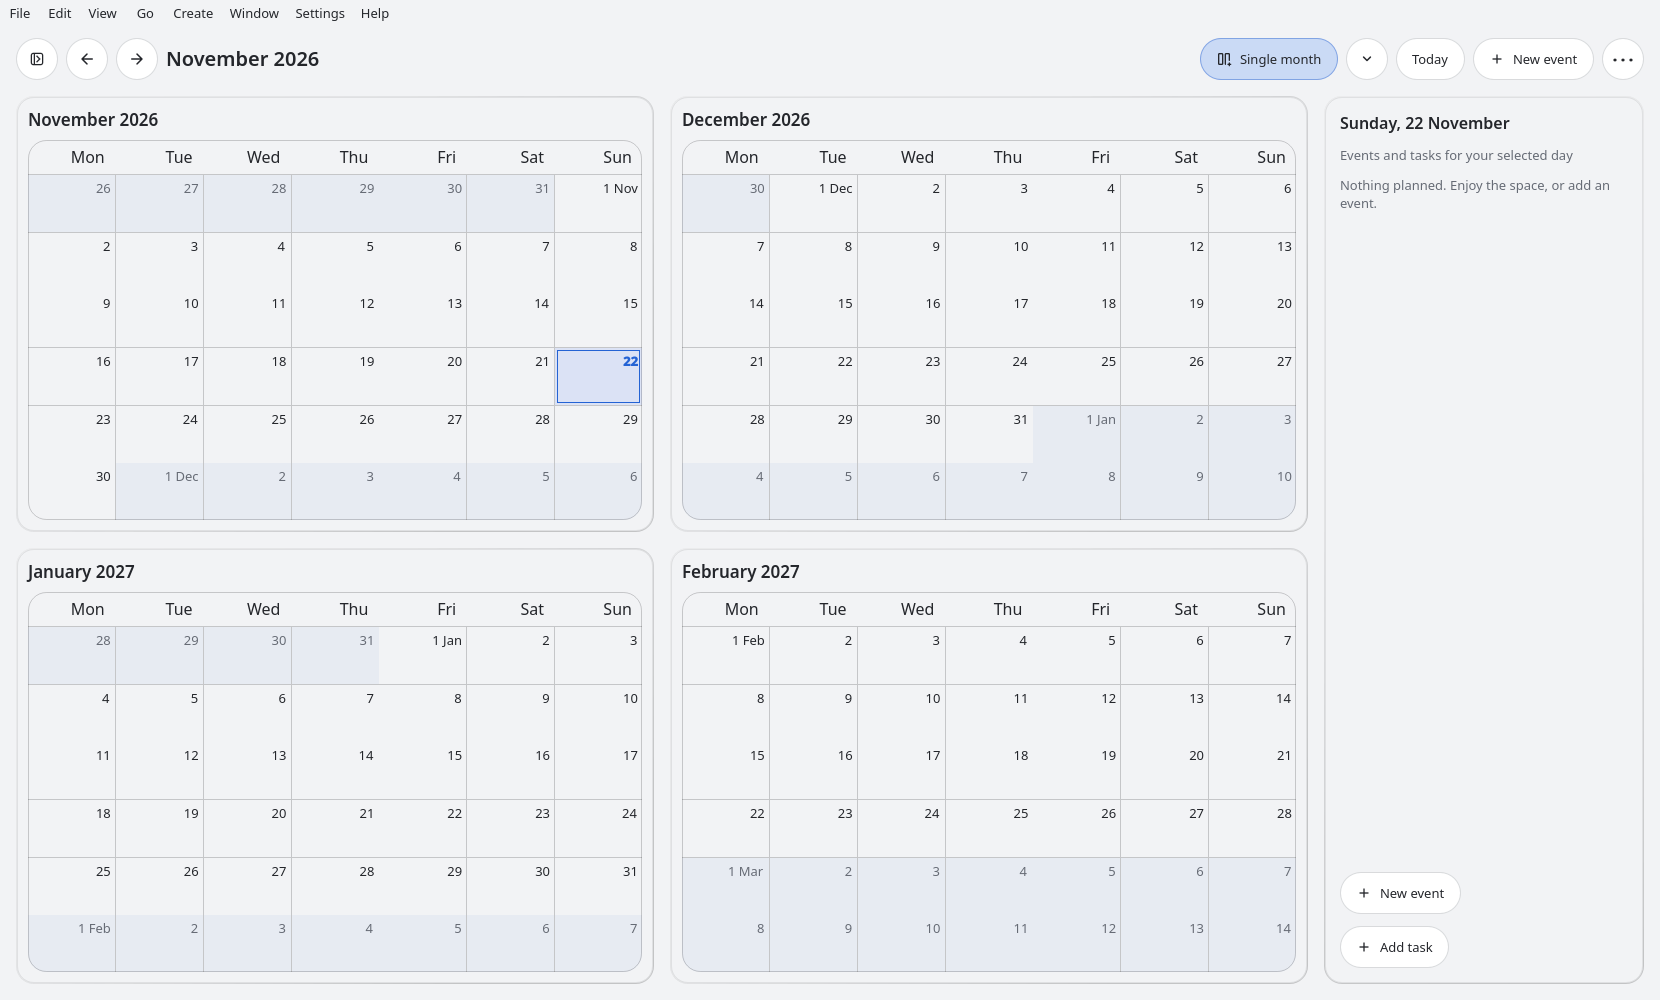 File Edit View Go Create Window Settings Help
November 2026
Single month
Today
+ New event
...
November 2026
Mon Tue Wed Thu Fri Sat Sun
26 27 28 29 30 31 1 Nov
2 3 4 5 6 7 8
9 10 11 12 13 14 15
16 17 18 19 20 21 22
23 24 25 26 27 28 29
30 1 Dec 2 3 4 5 6
December 2026
Mon Tue Wed Thu Fri Sat Sun
30 1 Dec 2 3 4 5 6
7 8 9 10 11 12 13
14 15 16 17 18 19 20
21 22 23 24 25 26 27
28 29 30 31 1 Jan 2 3
4 5 6 7 8 9 10
January 2027
Mon Tue Wed Thu Fri Sat Sun
28 29 30 31 1 Jan 2 3
4 5 6 7 8 9 10
11 12 13 14 15 16 17
18 19 20 21 22 23 24
25 26 27 28 29 30 31
1 Feb 2 3 4 5 6 7
February 2027
Mon Tue Wed Thu Fri Sat Sun
1 Feb 2 3 4 5 6 7
8 9 10 11 12 13 14
15 16 17 18 19 20 21
22 23 24 25 26 27 28
1 Mar 2 3 4 5 6 7
8 9 10 11 12 13 14
Sunday, 22 November
Events and tasks for your selected day
Nothing planned. Enjoy the space, or add an
event.
+ New event
+ Add task